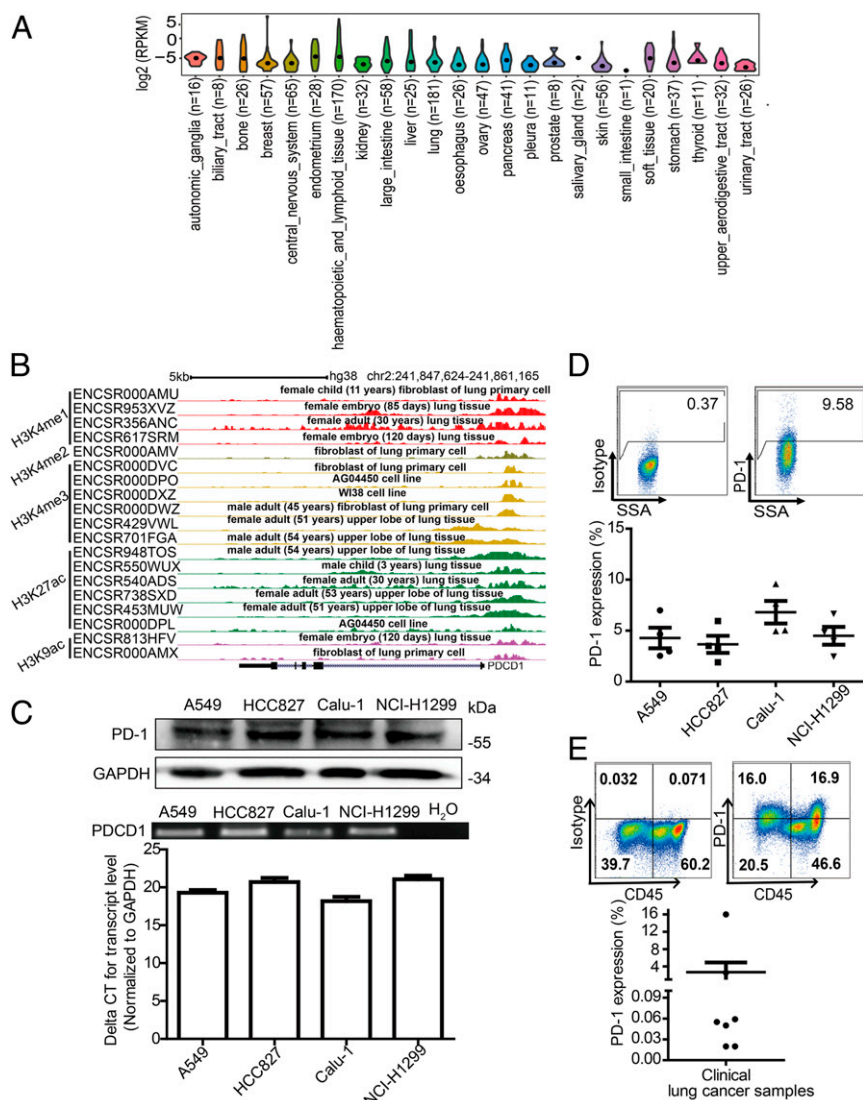 A
log2 (RPKM)
5
0
−5
autonomic_ganglia (n=16)
biliary_tract (n=8)
bone (n=26)
breast (n=57)
central_nervous_system (n=65)
endometrium (n=28)
haematopoietic_and_lymphoid_tissue (n=170)
kidney (n=32)
large_intestine (n=58)
liver (n=25)
lung (n=181)
oesophagus (n=26)
ovary (n=47)
pancreas (n=41)
pleura (n=11)
prostate (n=8)
salivary_gland (n=2)
skin (n=56)
small_intestine (n=1)
soft_tissue (n=20)
stomach (n=37)
thyroid (n=11)
upper_aerodigestive_tract (n=32)
urinary_tract (n=26)
B
5kb hg38 chr2:241,847,624-241,861,165
H3K4me1
ENCSR000AMU female child (11 years) fibroblast of lung primary cell
ENCSR953XVZ female embryo (85 days) lung tissue
ENCSR356ANC female adult (30 years) lung tissue
ENCSR617SRM female embryo (120 days) lung tissue
H3K4me2
ENCSR000AMV fibroblast of lung primary cell
H3K4me3
ENCSR000DVC fibroblast of lung primary cell
ENCSR000DPO AG04450 cell line
ENCSR000DXZ WI38 cell line
ENCSR000DWZ male adult (45 years) fibroblast of lung primary cell
ENCSR429VWL female adult (51 years) upper lobe of lung tissue
ENCSR701FGA male adult (54 years) upper lobe of lung tissue
H3K27ac
ENCSR948TOS male adult (54 years) upper lobe of lung tissue
ENCSR550WUX male child (3 years) lung tissue
ENCSR540ADS female adult (30 years) lung tissue
ENCSR738SXD female adult (53 years) upper lobe of lung tissue
ENCSR453MUW female adult (51 years) upper lobe of lung tissue
ENCSR000DPL AG04450 cell line
H3K9ac
ENCSR813HFV female embryo (120 days) lung tissue
ENCSR000AMX fibroblast of lung primary cell
PDCD1
C
A549 HCC827 Calu-1 NCI-H1299 kDa
PD-1 -55
GAPDH -34
A549 HCC827 Calu-1 NCI-H1299 H2O
PDCD1
Delta CT for transcript level
(Normalized to GAPDH)
25
20
15
10
5
0
A549
HCC827
Calu-1
NCI-H1299
D
0.37
9.58
Isotype
SSA
PD-1
SSA
PD-1 expression (%)
15
10
5
0
A549
HCC827
Calu-1
NCI-H1299
E
0.032 0.071
39.7 60.2
Isotype
CD45
16.0 16.9
20.5 46.6
PD-1
CD45
PD-1 expression (%)
16
12
8
4
0.09
0.06
0.03
0.00
Clinical
lung cancer samples